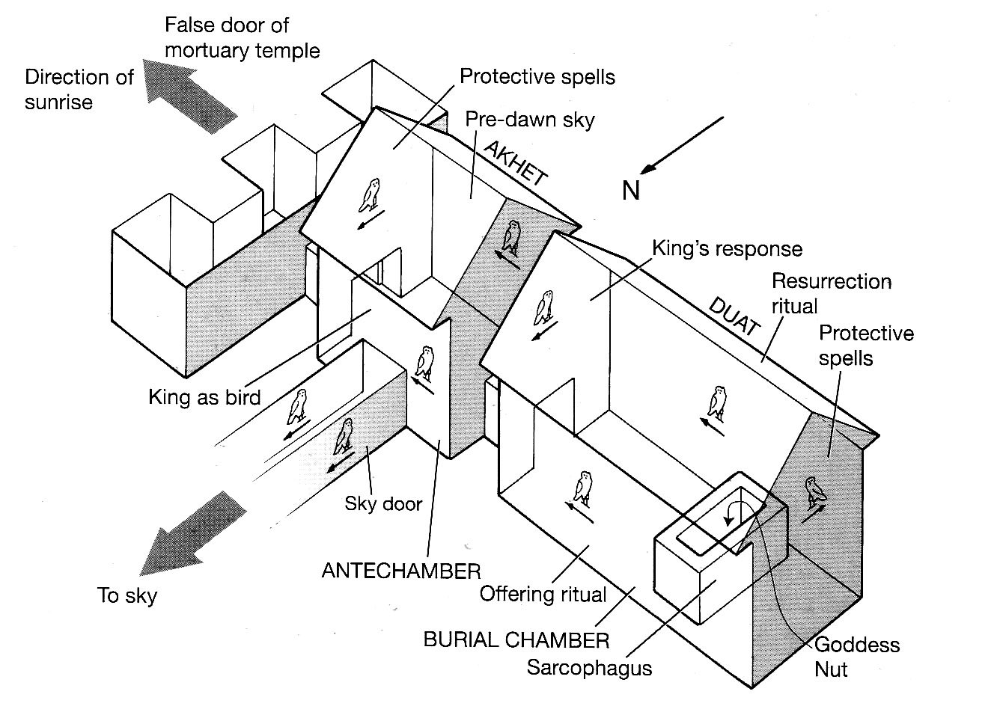 False door of
mortuary temple
Direction of
sunrise
Protective spells
Pre-dawn sky
AKHET
N
King's response
Resurrection
ritual
DUAT
Protective
spells
King as bird
Sky door
ANTECHAMBER
To sky
Offering ritual
BURIAL CHAMBER
Sarcophagus
Goddess
Nut